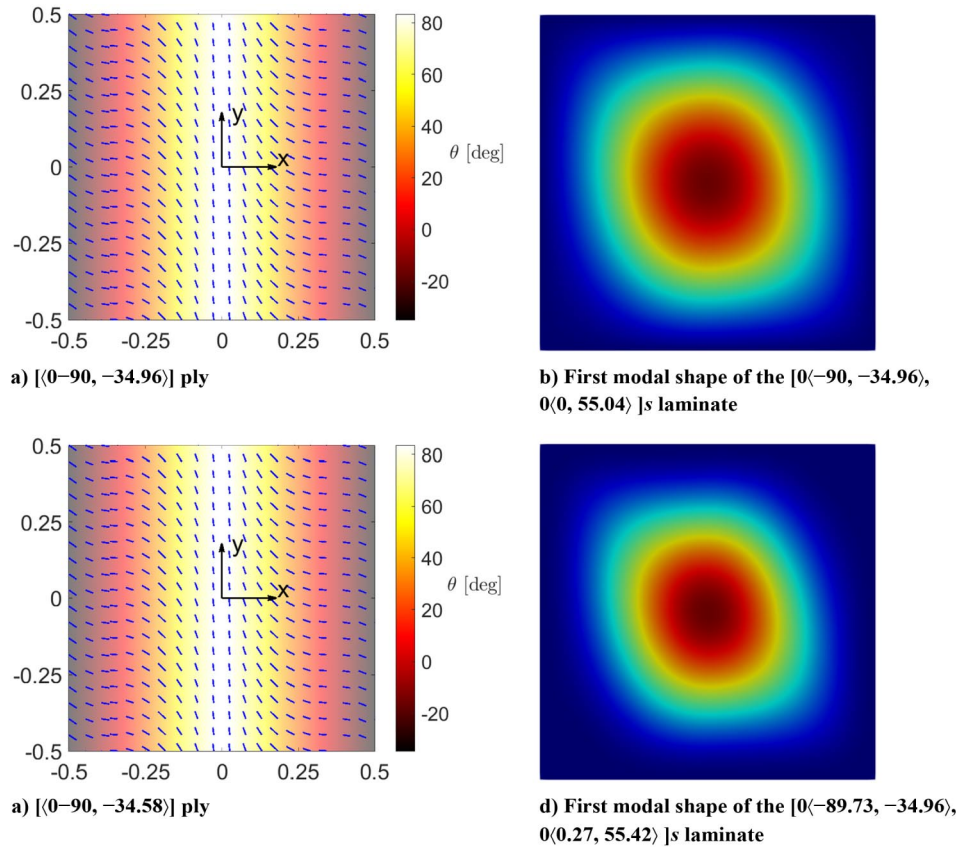 0.5
0.25
0
-0.25
-0.5
-0.5
-0.25
0
0.25
0.5
y
x
θ [deg]
80
60
40
20
0
-20
a) [⟨0−90, −34.96⟩] ply
b) First modal shape of the [0⟨−90, −34.96⟩,
0⟨0, 55.04⟩ ]s laminate
0.5
0.25
0
-0.25
-0.5
-0.5
-0.25
0
0.25
0.5
y
x
θ [deg]
80
60
40
20
0
-20
a) [⟨0−90, −34.58⟩] ply
d) First modal shape of the [0⟨−89.73, −34.96⟩,
0⟨0.27, 55.42⟩ ]s laminate